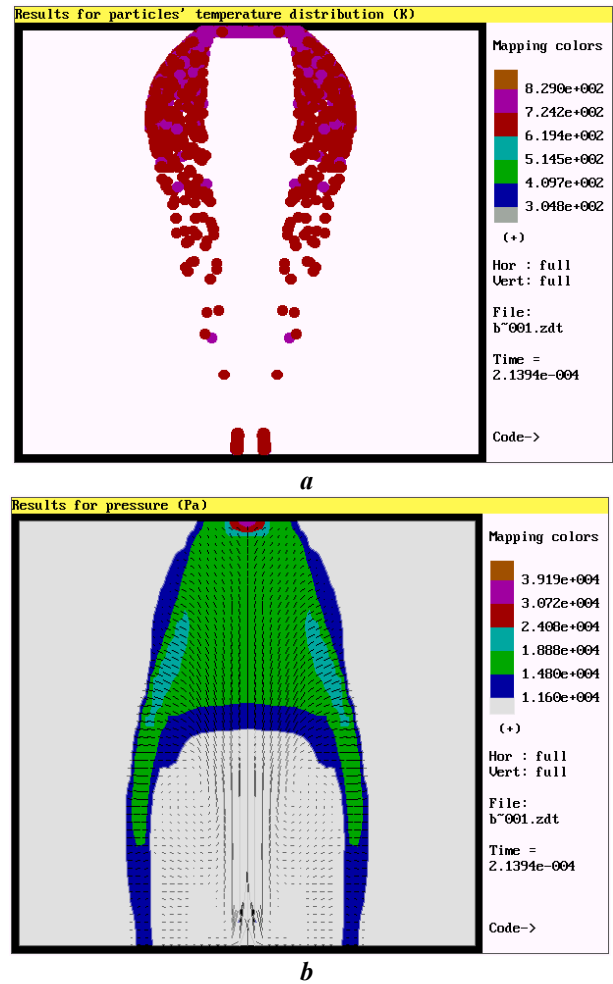 Results for particles' temperature distribution (K)
Mapping colors
8.290e+002
7.242e+002
6.194e+002
5.145e+002
4.097e+002
3.048e+002
(+)
Hor : full
Vert: full
File:
b~001.zdt
Time =
2.1394e-004
Code->
a
Results for pressure (Pa)
Mapping colors
3.919e+004
3.072e+004
2.408e+004
1.888e+004
1.480e+004
1.160e+004
(+)
Hor : full
Vert: full
File:
b~001.zdt
Time =
2.1394e-004
Code->
b